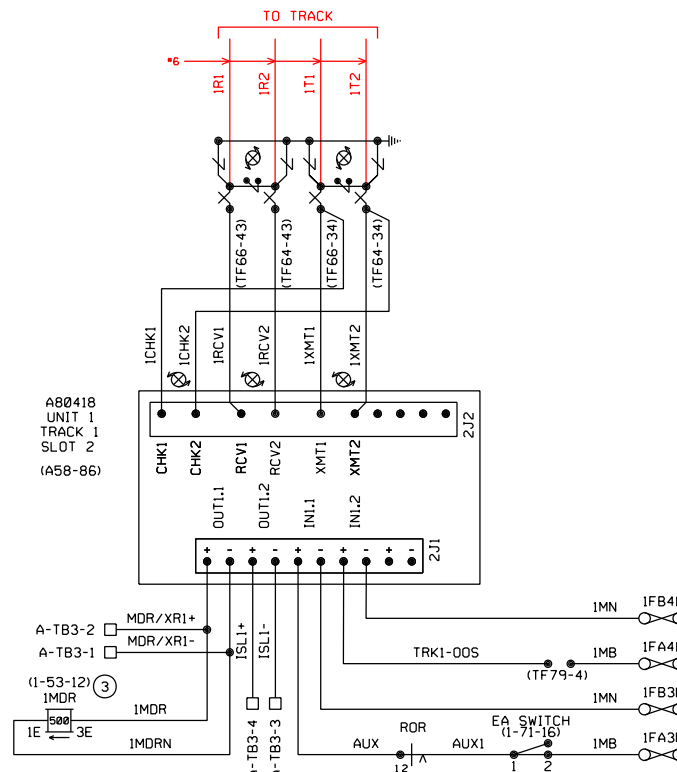 TO TRACK
*6
1R1
1R2
1T1
1T2
(TF66-43)
(TF64-43)
(TF66-34)
(TF64-34)
1CHK1
1CHK2
1RCV1
1RCV2
1XMT1
1XMT2
A80418
UNIT 1
TRACK 1
SLOT 2
(A58-86)
2J2
CHK1
CHK2
RCV1
RCV2
XMT1
XMT2
OUT1.1
OUT1.2
IN1.1
IN1.2
2J1
+ - + - + - + - + -
MDR/XR1+
A-TB3-2
MDR/XR1-
A-TB3-1
ISL1+
ISL1-
1MN
1FB4
TRK1-OOS
(TF79-4)
1MB
1FA4
(1-53-12)
3
1MDR
500
1E
3E
1MDR
1MDRN
A-TB3-4
A-TB3-3
1MN
1FB3
AUX
ROR
12
AUX1
EA SWITCH
(1-71-16)
1
2
1MB
1FA3